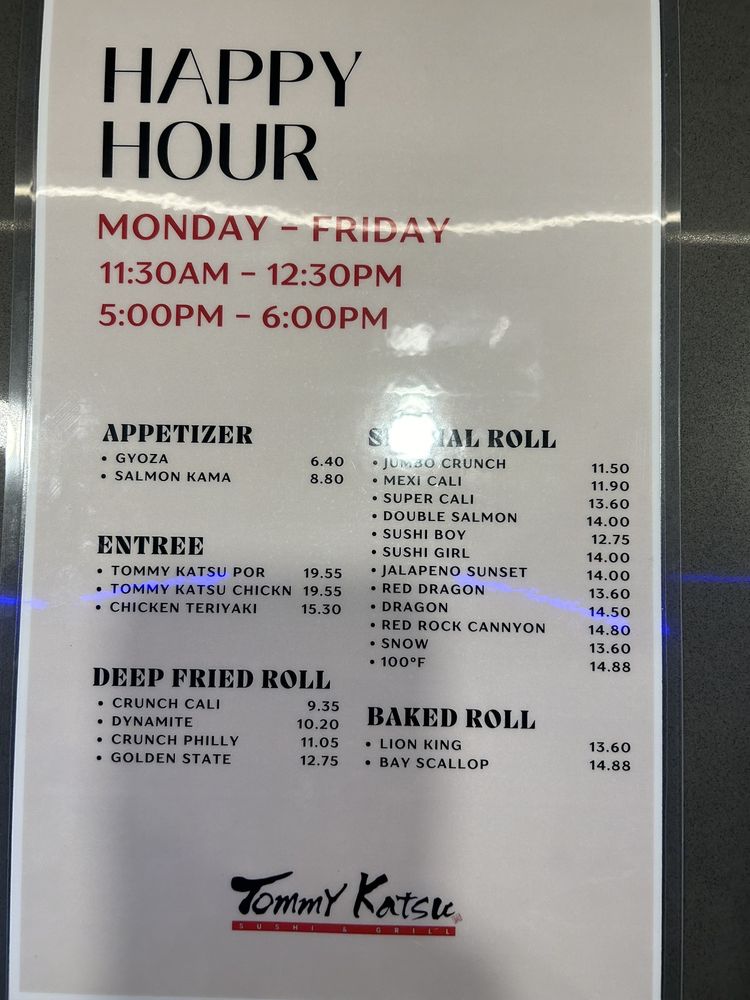 HAPPY
HOUR
MONDAY - FRIDAY
11:30AM - 12:30PM
5:00PM - 6:00PM
APPETIZER
• GYOZA 6.40
• SALMON KAMA 8.80
ENTREE
• TOMMY KATSU POR 19.55
• TOMMY KATSU CHICKN 19.55
• CHICKEN TERIYAKI 15.30
DEEP FRIED ROLL
• CRUNCH CALI 9.35
• DYNAMITE 10.20
• CRUNCH PHILLY 11.05
• GOLDEN STATE 12.75
SPECIAL ROLL
• JUMBO CRUNCH 11.50
• MEXI CALI 11.90
• SUPER CALI 13.60
• DOUBLE SALMON 14.00
• SUSHI BOY 12.75
• SUSHI GIRL 14.00
• JALAPENO SUNSET 14.00
• RED DRAGON 13.60
• DRAGON 14.50
• RED ROCK CANNYON 14.80
• SNOW 13.60
• 100°F 14.88
BAKED ROLL
• LION KING 13.60
• BAY SCALLOP 14.88
Tommy Katsu
SUSHI & GRILL